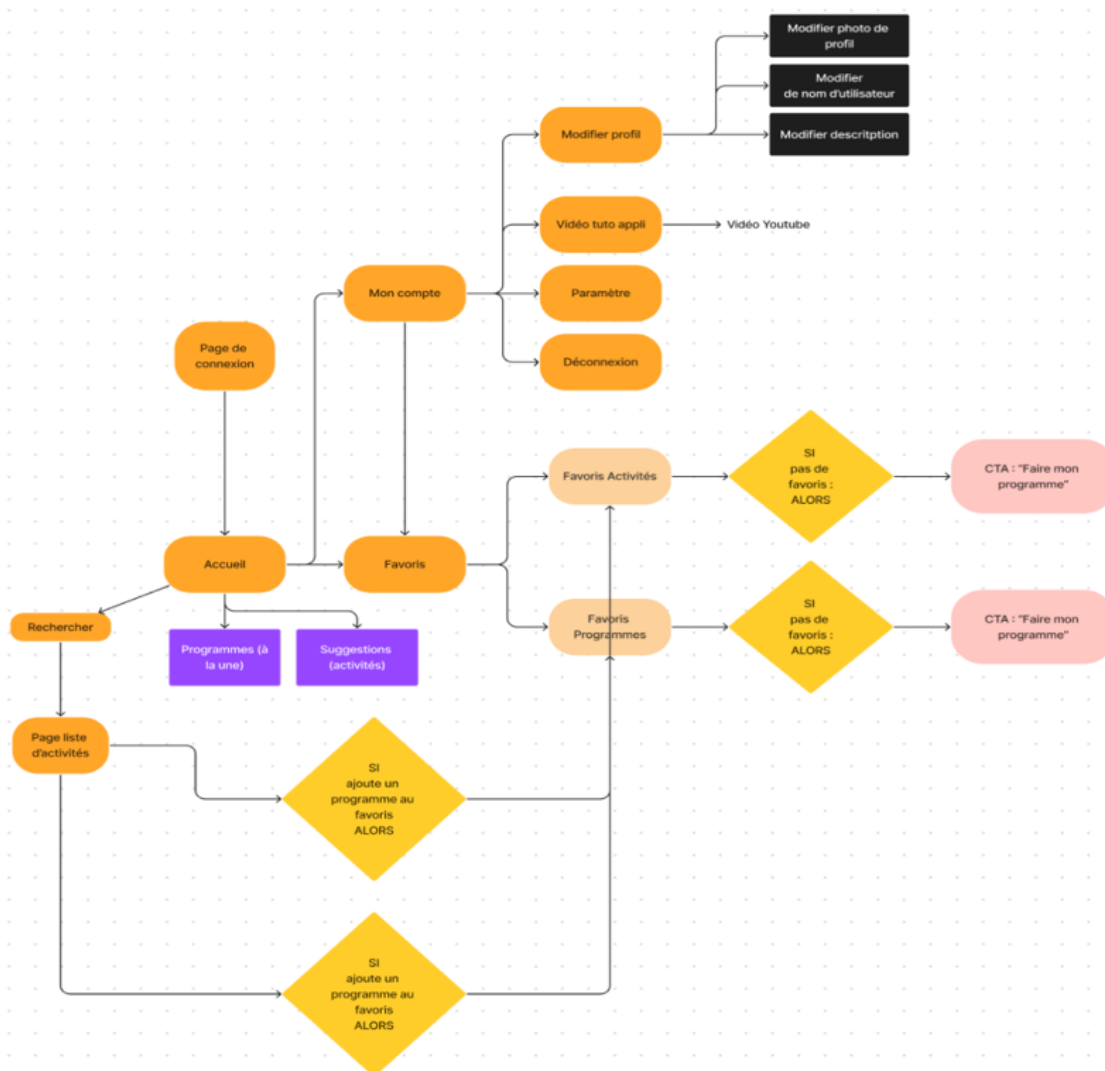 Modifier photo de
profil
Modifier
de nom d'utilisateur
Modifier descritption
Modifier profil
Vidéo tuto appli
Vidéo Youtube
Mon compte
Paramètre
Page de
connexion
Déconnexion
Favoris Activités
SI
pas de
favoris :
ALORS
CTA : "Faire mon
programme"
Accueil
Favoris
Rechercher
Favoris
Programmes
SI
pas de
favoris :
ALORS
CTA : "Faire mon
programme"
Programmes (à
la une)
Suggestions
(activités)
Page liste
d'activités
SI
ajoute un
programme au
favoris
ALORS
SI
ajoute un
programme au
favoris
ALORS